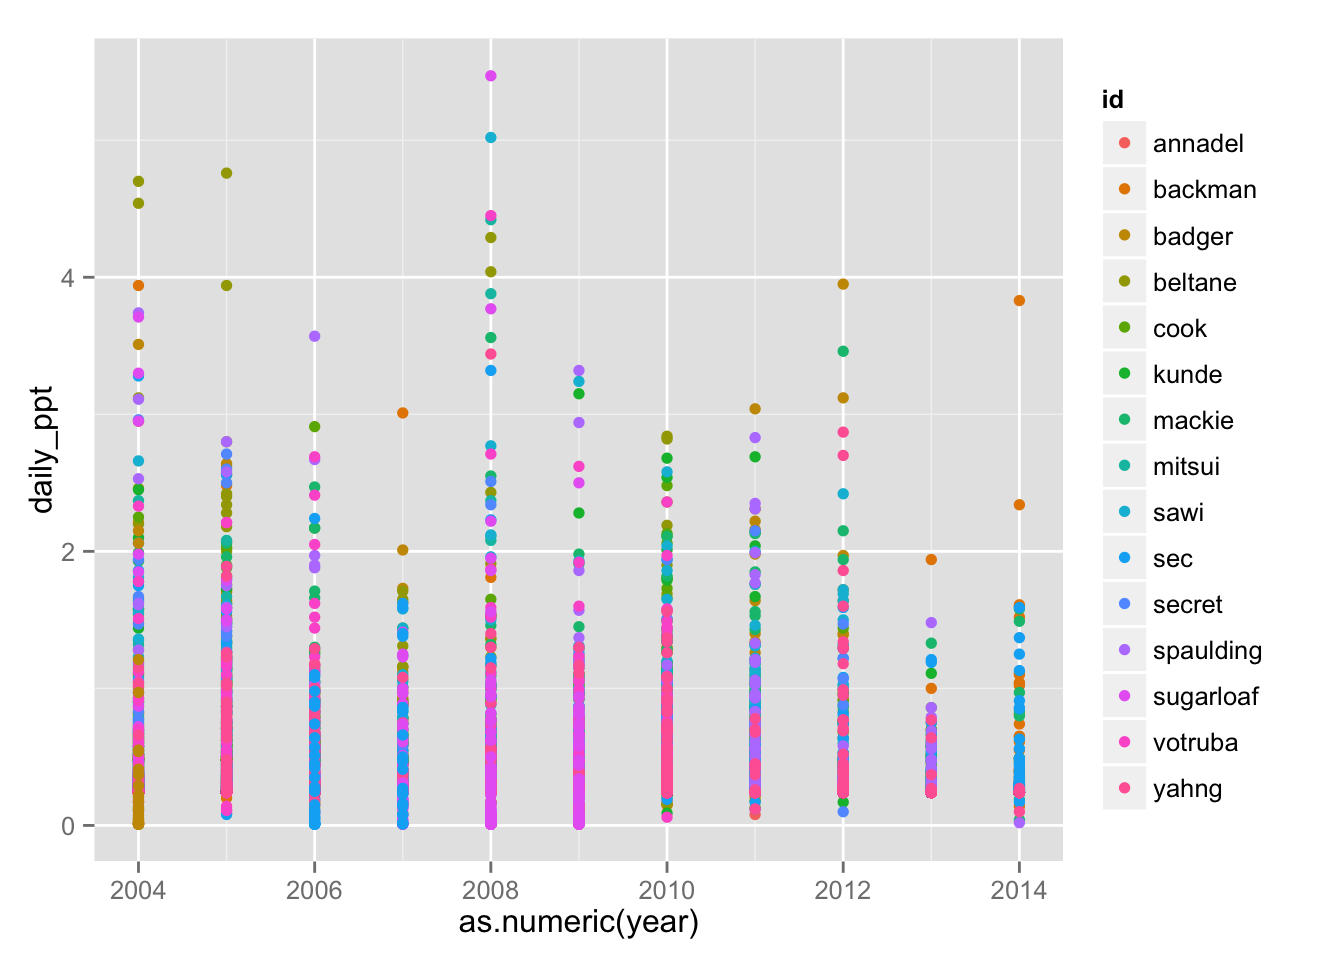 daily_ppt
4
2
0
2004 2006 2008 2010 2012 2014
as.numeric(year)
id
annadel
backman
badger
beltane
cook
kunde
mackie
mitsui
sawi
sec
secret
spaulding
sugarloaf
votruba
yahng